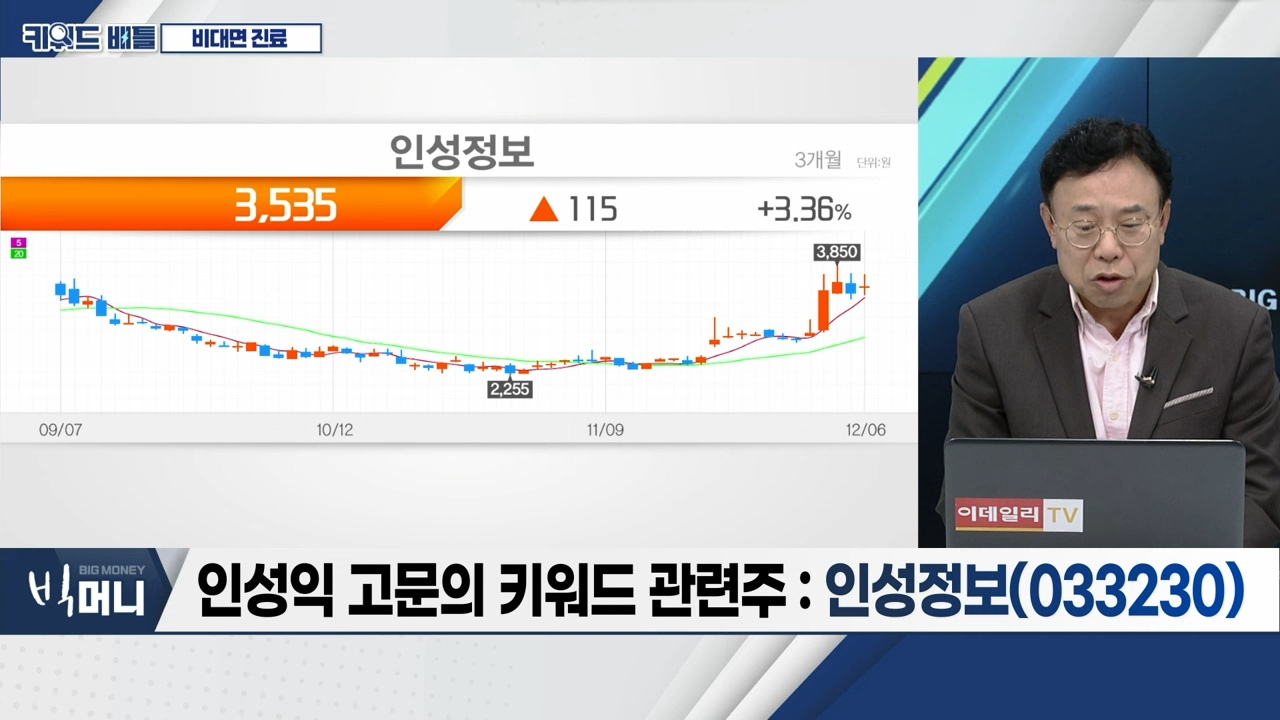 키워드 배틀 비대면 진료
인성정보
3개월 단위:원
3,535 ▲ 115 +3.36%
5
20
3,850
2,255
09/07 10/12 11/09 12/06
BIG
이데일리 TV
BIG MONEY
빅머니
인성익 고문의 키워드 관련주 : 인성정보(033230)